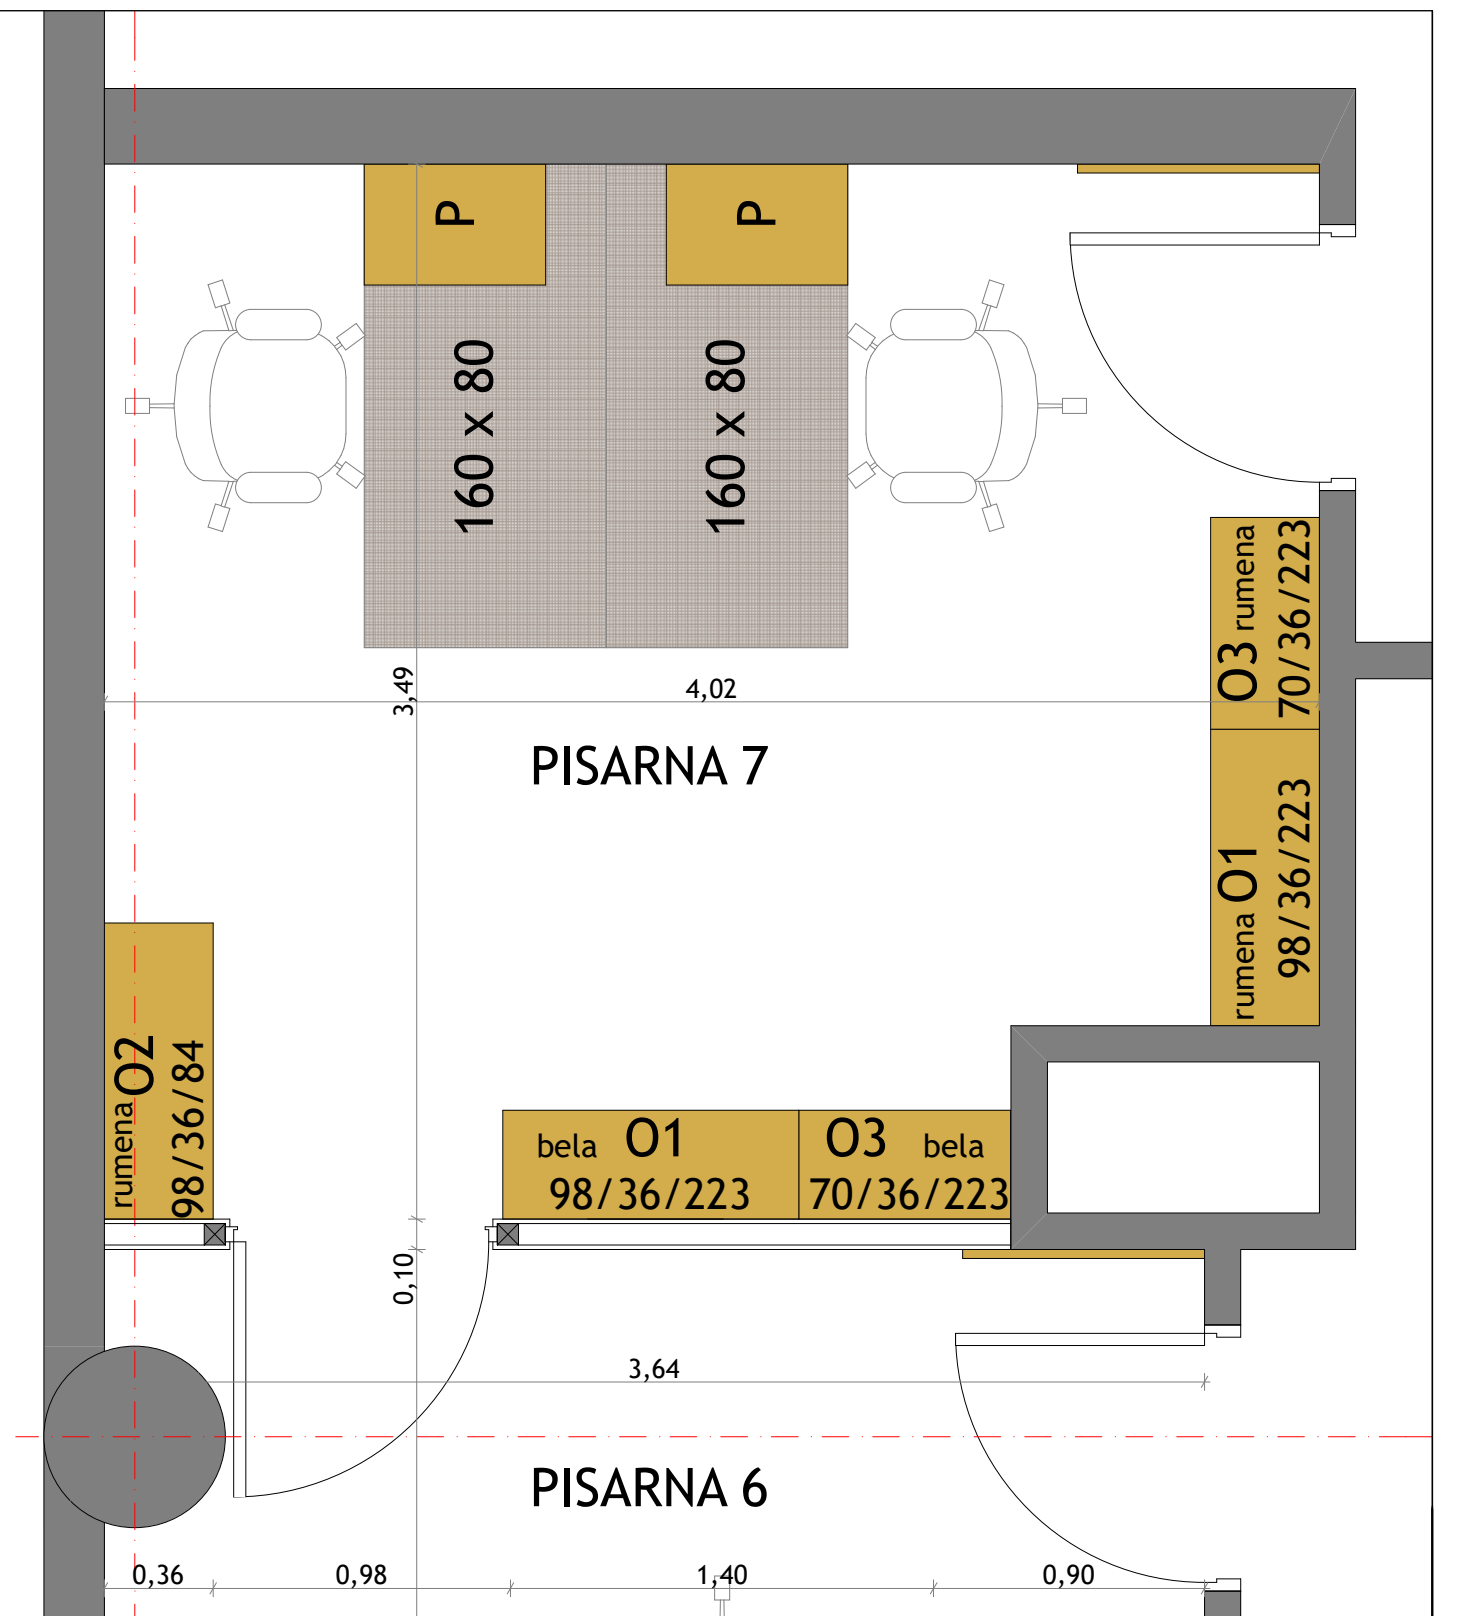 P
P
160 x 80
160 x 80
O3 rumena
70/36/223
3,49
4,02
PISARNA 7
rumena O1
98/36/223
rumena O2
98/36/84
bela O1
98/36/223
O3 bela
70/36/223
0,10
3,64
PISARNA 6
0,36
0,98
1,40
0,90